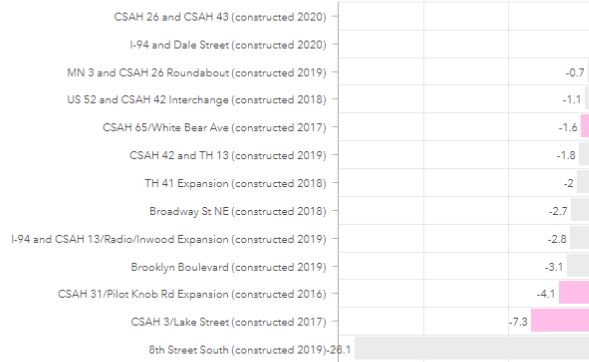 CSAH 26 and CSAH 43 (constructed 2020)
I-94 and Dale Street (constructed 2020)
MN 3 and CSAH 26 Roundabout (constructed 2019) -0.7
US 52 and CSAH 42 Interchange (constructed 2018) -1.1
CSAH 65/White Bear Ave (constructed 2017) -1.6
CSAH 42 and TH 13 (constructed 2019) -1.8
TH 41 Expansion (constructed 2018) -2
Broadway St NE (constructed 2018) -2.7
I-94 and CSAH 13/Radio/Inwood Expansion (constructed 2019) -2.8
Brooklyn Boulevard (constructed 2019) -3.1
CSAH 31/Pilot Knob Rd Expansion (constructed 2016) -4.1
CSAH 3/Lake Street (constructed 2017) -7.3
8th Street South (constructed 2019) -28.1